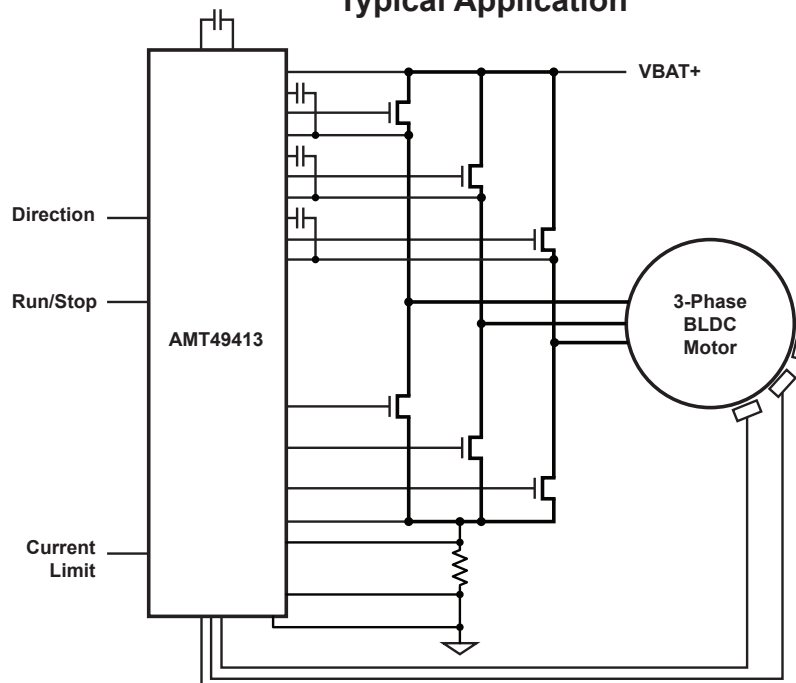 Typical Application
VBAT+
Direction
Run/Stop
AMT49413
3-Phase
BLDC
Motor
Current
Limit